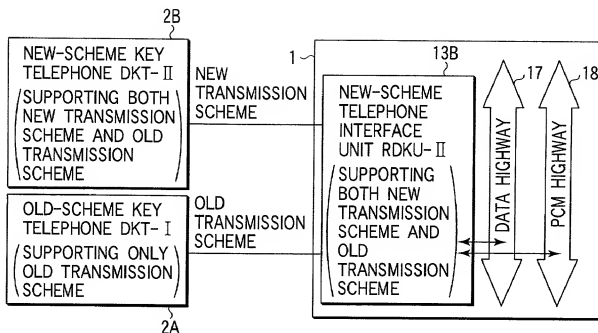 2B
NEW-SCHEME KEY
TELEPHONE DKT-II
(SUPPORTING BOTH
NEW TRANSMISSION
SCHEME AND OLD
TRANSMISSION
SCHEME)
NEW
TRANSMISSION
SCHEME
OLD-SCHEME KEY
TELEPHONE DKT-I
(SUPPORTING ONLY
OLD TRANSMISSION
SCHEME)
2A
OLD
TRANSMISSION
SCHEME
1
13B
NEW-SCHEME
TELEPHONE
INTERFACE
UNIT RDKU-II
(SUPPORTING
BOTH NEW
TRANSMISSION
SCHEME AND
OLD
TRANSMISSION
SCHEME)
17
DATA HIGHWAY
18
PCM HIGHWAY